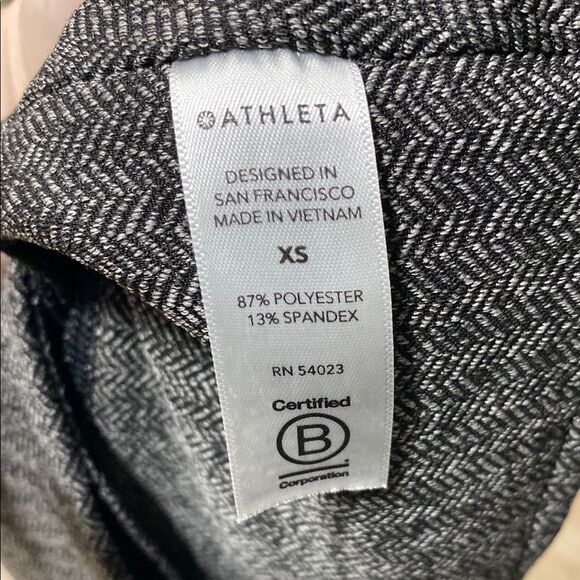 ATHLETA
DESIGNED IN
SAN FRANCISCO
MADE IN VIETNAM
XS
87% POLYESTER
13% SPANDEX
RN 54023
Certified
B
Corporation